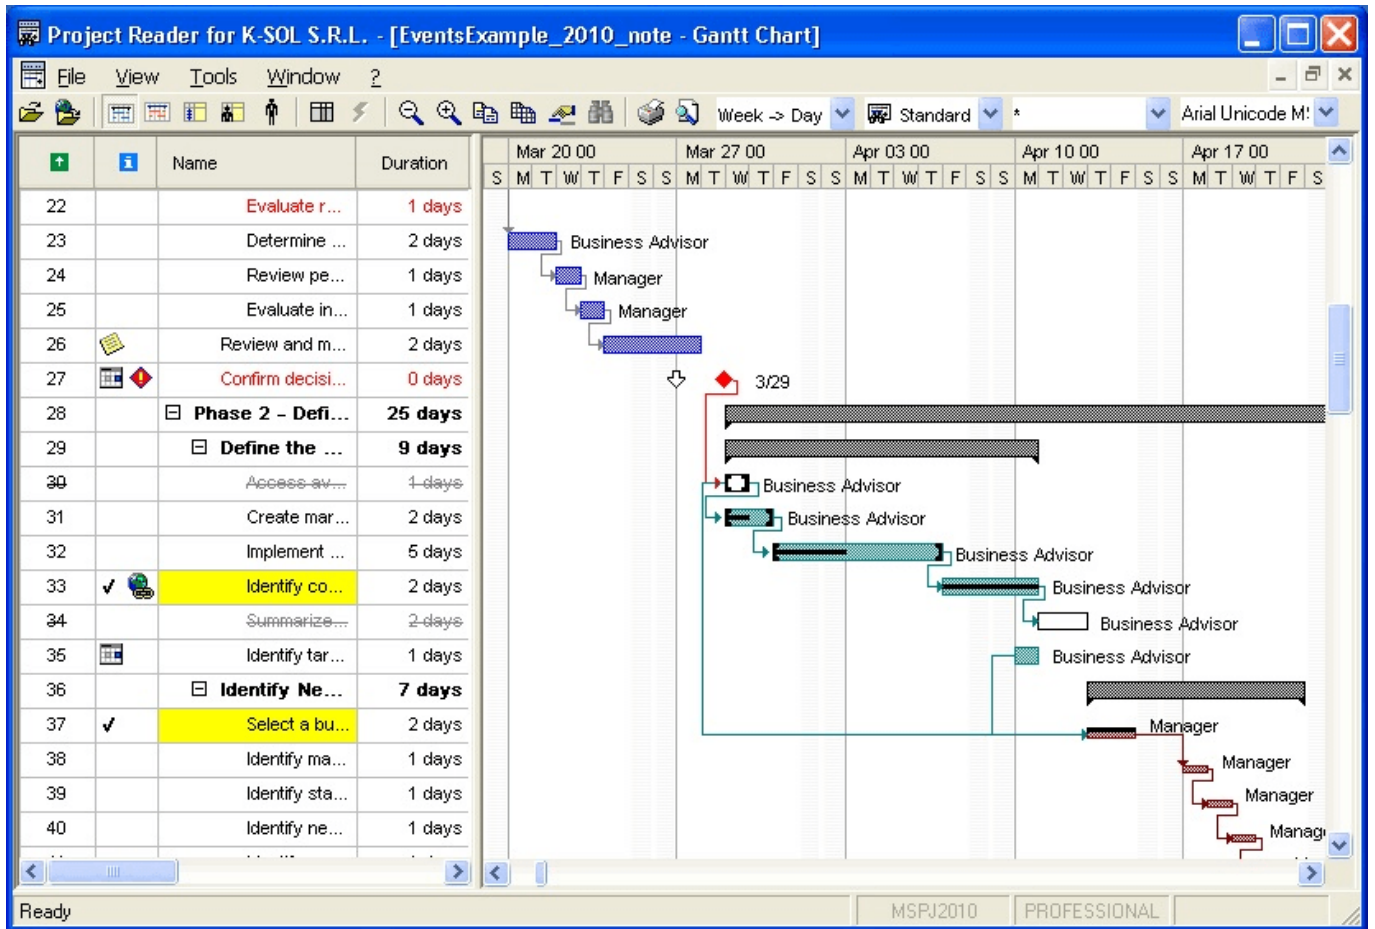 Project Reader for K-SOL S.R.L. - [EventsExample_2010_note - Gantt Chart]
File View Tools Window ?
Week -> Day Standard * Arial Unicode M
Name Duration
Mar 20 00 Mar 27 00 Apr 03 00 Apr 10 00 Apr 17 00
S M T W T F S S M T W T F S S M T W T F S S M T W T F S S M T W T F S
22 Evaluate r... 1 days
23 Determine ... 2 days Business Advisor
24 Review pe... 1 days Manager
25 Evaluate in... 1 days Manager
26 Review and m... 2 days
27 Confirm decisi... 0 days 3/29
28 Phase 2 - Defi... 25 days
29 Define the ... 9 days
30 Access av... 1 days Business Advisor
31 Create mar... 2 days Business Advisor
32 Implement ... 5 days Business Advisor
33 Identify co... 2 days Business Advisor
34 Summarize... 2 days Business Advisor
35 Identify tar... 1 days Business Advisor
36 Identify Ne... 7 days
37 Select a bu... 2 days Manager
38 Identify ma... 1 days Manager
39 Identify sta... 1 days Manager
40 Identify ne... 1 days Manag
Ready MSPJ2010 PROFESSIONAL